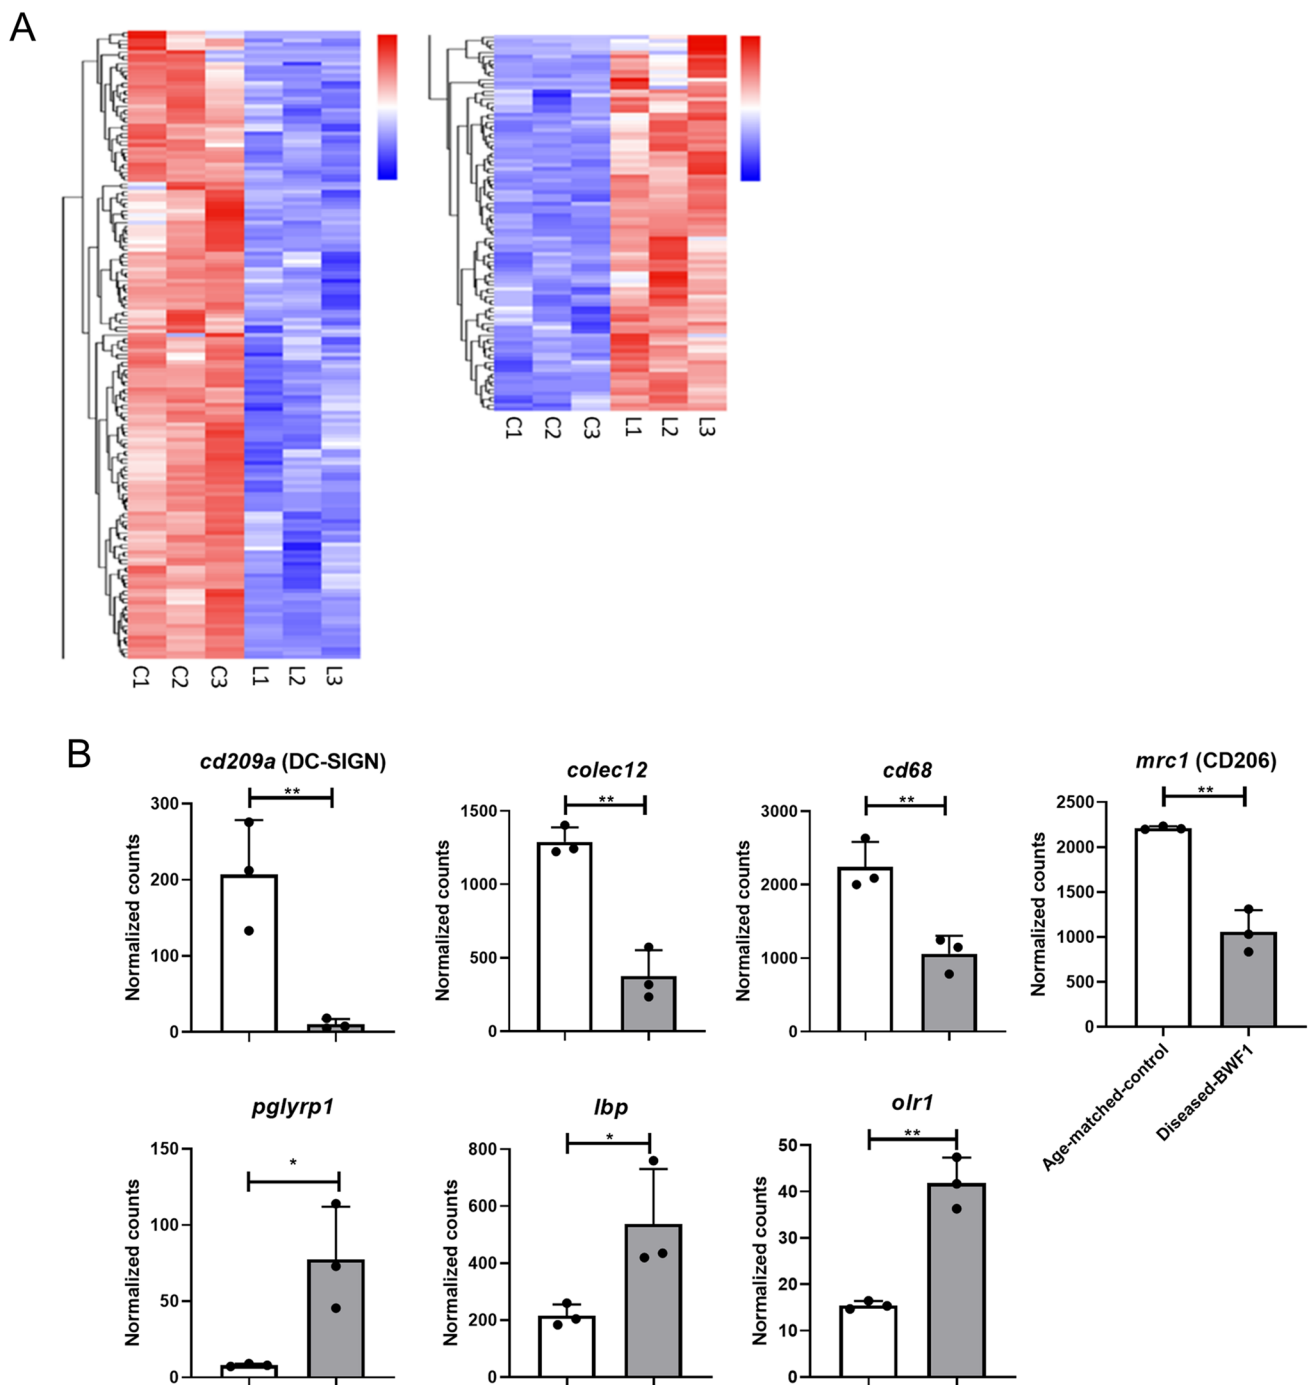 A
C1 C2 C3 L1 L2 L3
C1 C2 C3 L1 L2 L3
B
cd209a (DC-SIGN)
**
Normalized counts
300
200
100
0
colec12
**
Normalized counts
1500
1000
500
0
cd68
**
Normalized counts
3000
2000
1000
0
mrc1 (CD206)
**
Normalized counts
2500
2000
1500
1000
500
0
Age-matched-control
Diseased-BWF1
pglyrp1
*
Normalized counts
150
100
50
0
lbp
*
Normalized counts
800
600
400
200
0
olr1
**
Normalized counts
50
40
30
20
10
0